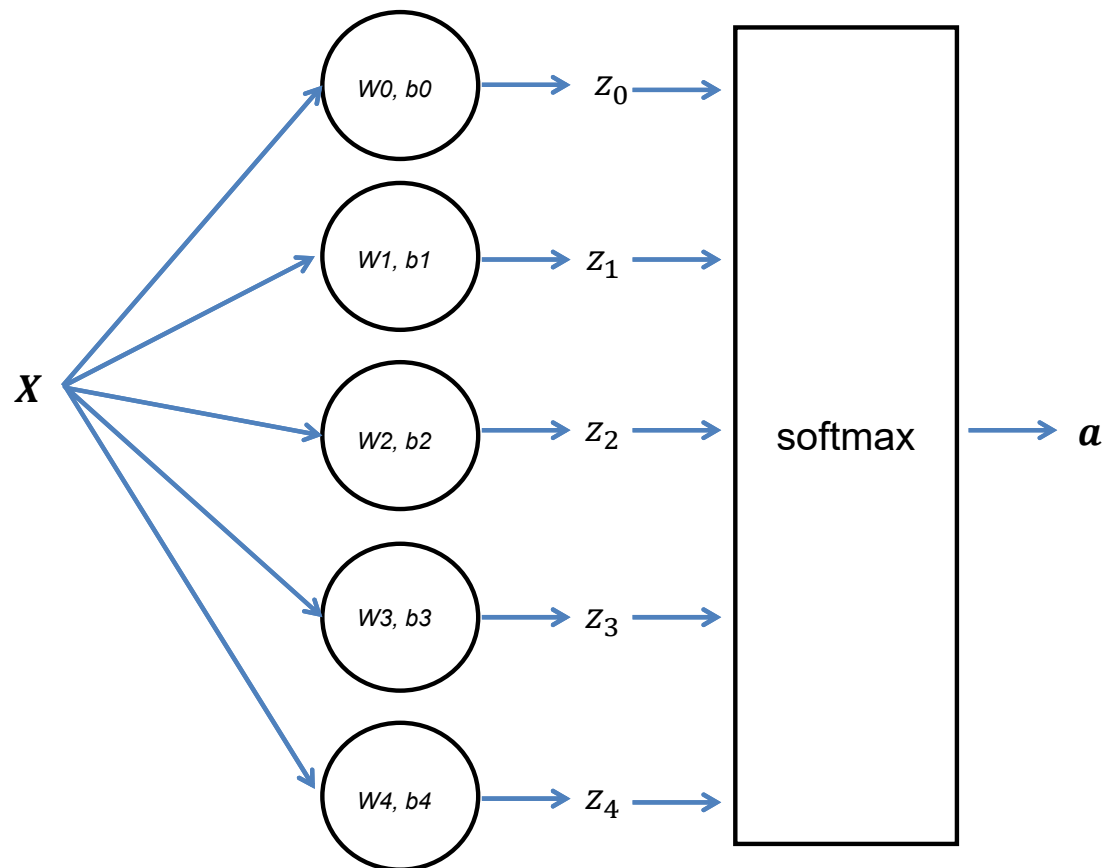 W0, b0
z₀
W1, b1
z₁
X
W2, b2
z₂
softmax
a
W3, b3
z₃
W4, b4
z₄